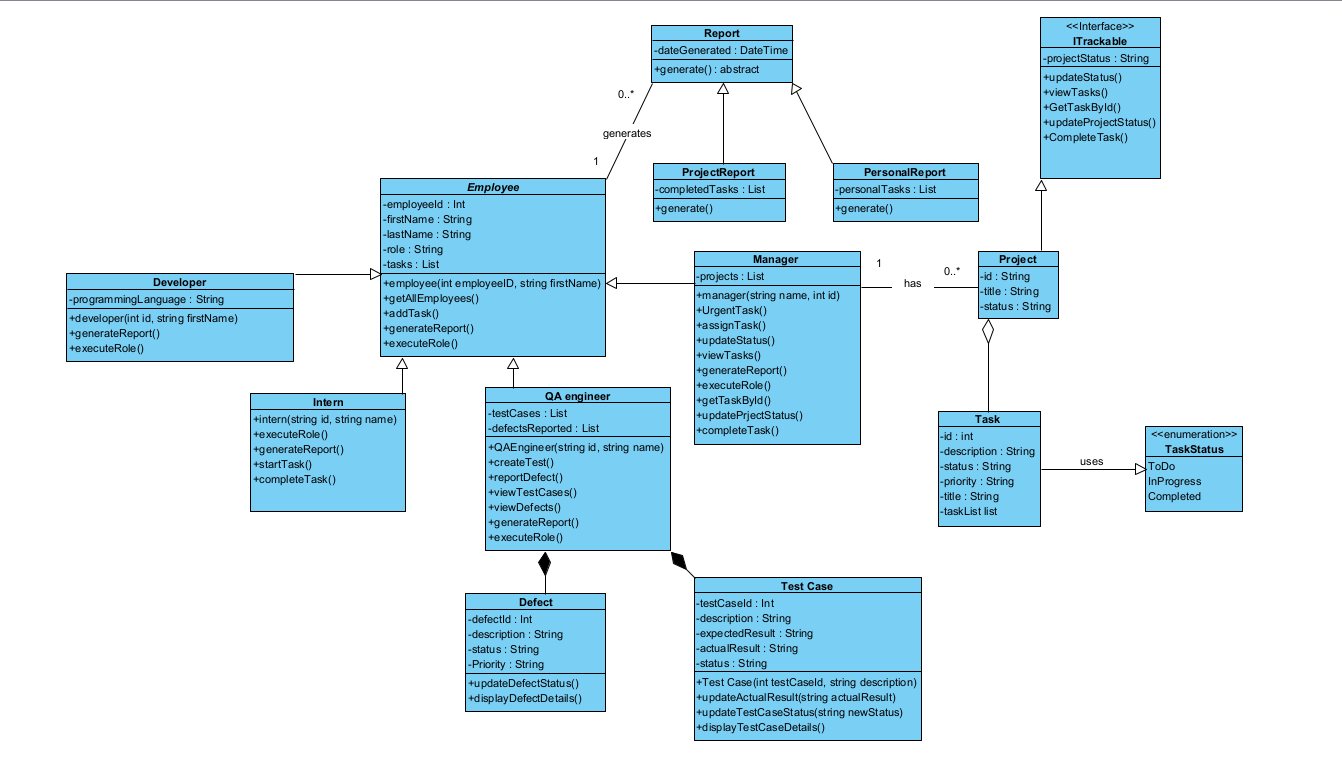 Report
-dateGenerated : DateTime
+generate() : abstract
<<Interface>>
ITrackable
-projectStatus : String
+updateStatus()
+viewTasks()
+GetTaskById()
+updateProjectStatus()
+CompleteTask()
0..*
generates
1
ProjectReport
-completedTasks : List
+generate()
PersonalReport
-personalTasks : List
+generate()
Employee
-employeeId : Int
-firstName : String
-lastName : String
-role : String
-tasks : List
+employee(int employeeID, string firstName)
+getAllEmployees()
+addTask()
+generateReport()
+executeRole()
Developer
-programmingLanguage : String
+developer(int id, string firstName)
+generateReport()
+executeRole()
Manager
-projects : List
+manager(string name, int id)
+UrgentTask()
+assignTask()
+updateStatus()
+viewTasks()
+generateReport()
+executeRole()
+getTaskById()
+updatePrjectStatus()
+completeTask()
1
has
0..*
Project
-id : String
-title : String
-status : String
Intern
+intern(string id, string name)
+executeRole()
+generateReport()
+startTask()
+completeTask()
QA engineer
-testCases : List
-defectsReported : List
+QAEngineer(string id, string name)
+createTest()
+reportDefect()
+viewTestCases()
+viewDefects()
+generateReport()
+executeRole()
Task
-id : int
-description : String
-status : String
-priority : String
-title : String
-taskList list
uses
<<enumeration>>
TaskStatus
ToDo
InProgress
Completed
Defect
-defectId : Int
-description : String
-status : String
-Priority : String
+updateDefectStatus()
+displayDefectDetails()
Test Case
-testCaseId : Int
-description : String
-expectedResult : String
-actualResult : String
-status : String
+Test Case(int testCaseId, string description)
+updateActualResult(string actualResult)
+updateTestCaseStatus(string newStatus)
+displayTestCaseDetails()